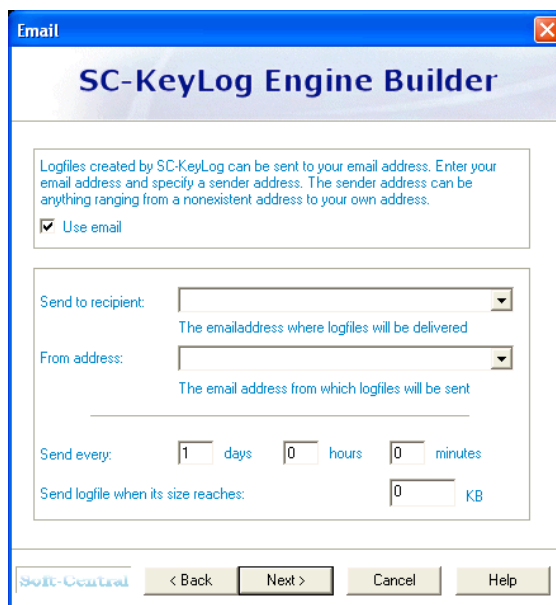 Email
SC-KeyLog Engine Builder
Logfiles created by SC-KeyLog can be sent to your email address. Enter your
email address and specify a sender address. The sender address can be
anything ranging from a nonexistent address to your own address.
Use email
Send to recipient:
The emailaddress where logfiles will be delivered
From address:
The email address from which logfiles will be sent
Send every: 1 days 0 hours 0 minutes
Send logfile when its size reaches: 0 KB
Soft-Central < Back Next > Cancel Help